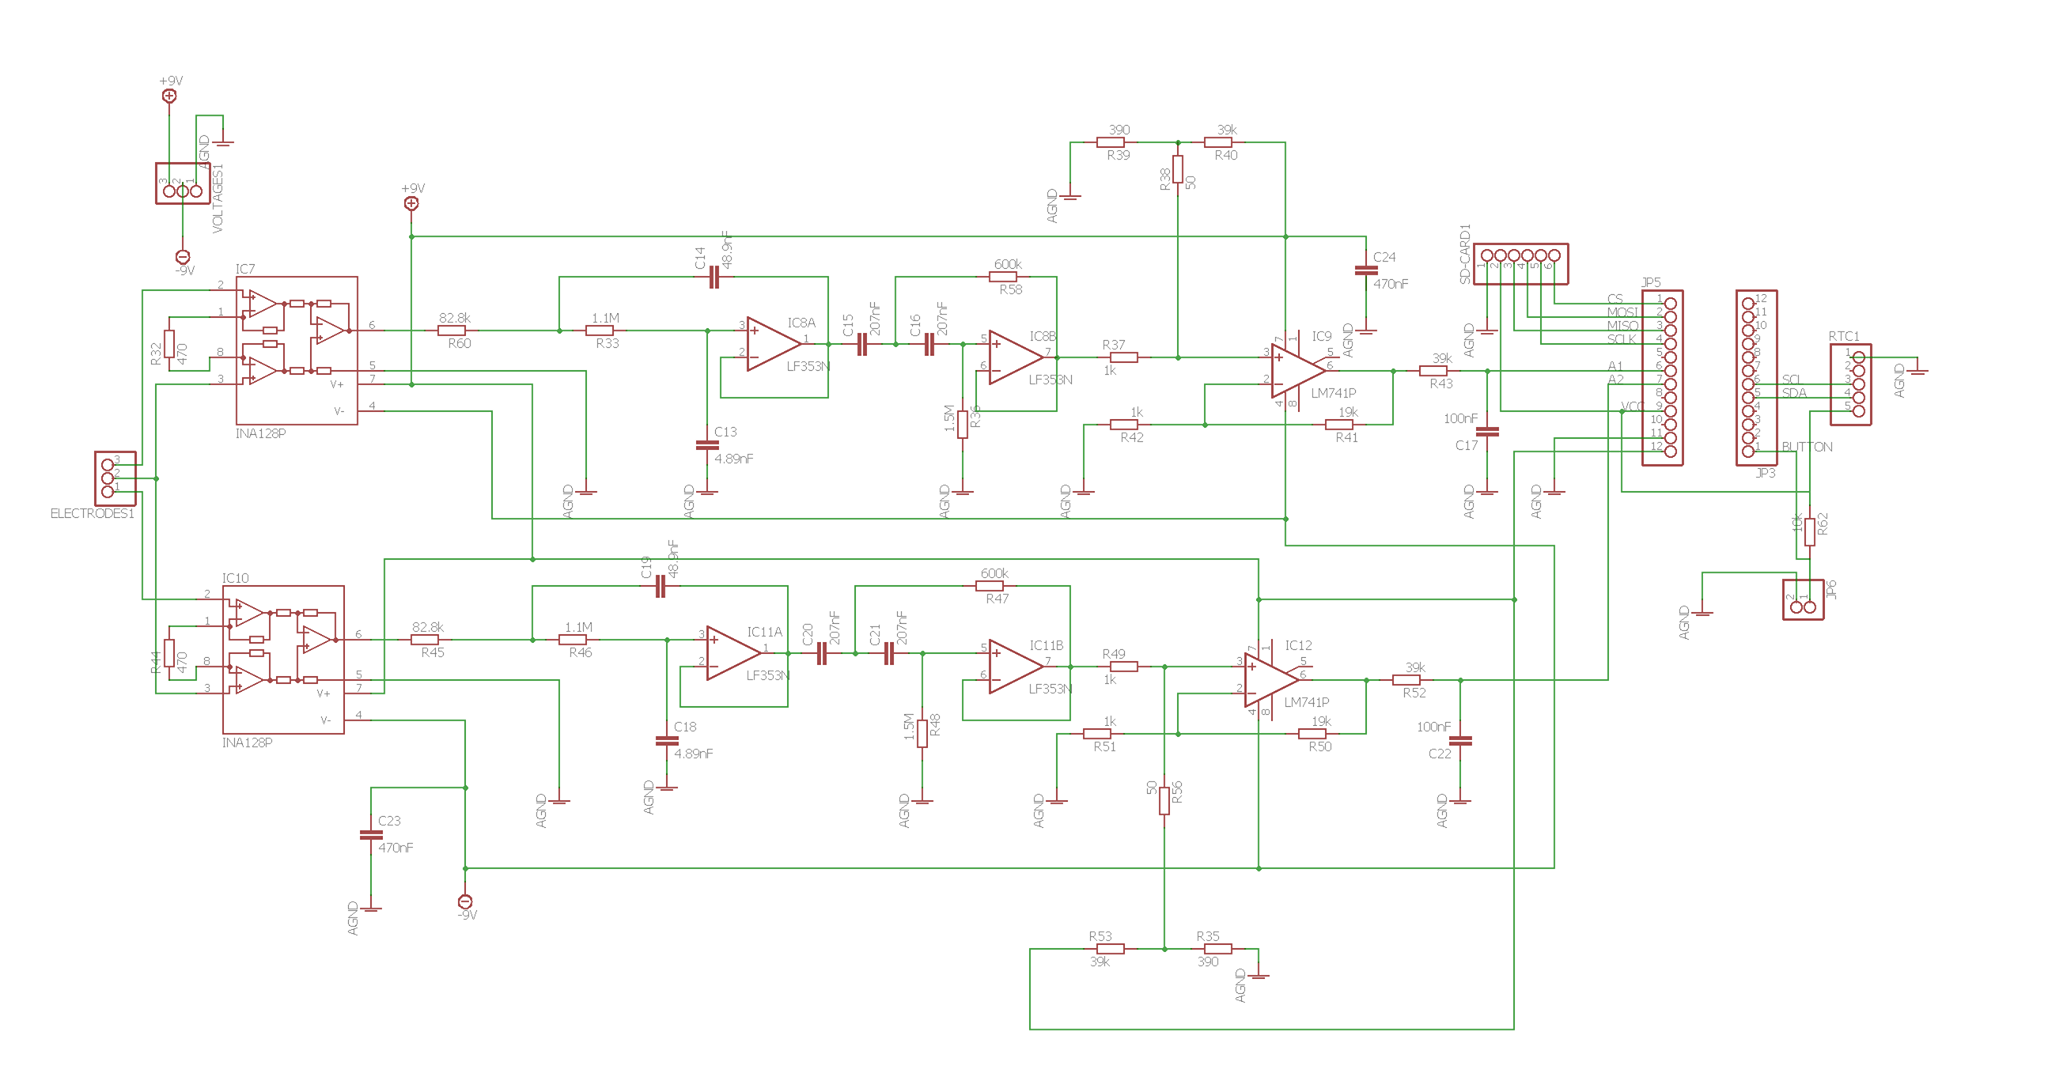 +9V
AGND
VOLTAGES1
3 2 1
-9V
+9V
IC7
2
1
8
3
6
5
7
4
V+
V-
INA128P
R32
470
82.8k
R60
1.1M
R33
C14
48.9nF
C13
4.89nF
AGND
AGND
3
2
1
IC8A
LF353N
C15
207nF
C16
207nF
600k
R58
5
6
7
IC8B
LF353N
1.5M
AGND
390
R39
39k
R40
R38
50
AGND
R37
1k
1k
R42
AGND
IC9
3
2
7
1
5
6
4
8
LM741P
19k
R41
C24
470nF
AGND
39k
R43
100nF
C17
AGND
SD-CARD1
1 2 3 4 5 6
AGND
AGND
JP5
CS
MOSI
MISO
SCLK
A1
A2
VCC
1
2
3
4
5
6
7
8
9
10
11
12
12
11
10
9
8
7
6
5
4
3
2
1
SCL
SDA
BUTTON
JP3
RTC1
1
2
3
4
5
AGND
10k
R62
JP6
2 1
AGND
ELECTRODES1
3
2
1
IC10
2
1
8
3
6
5
7
4
V+
V-
INA128P
R44
470
82.8k
R45
1.1M
R46
C19
48.9nF
C18
4.89nF
AGND
AGND
3
2
1
IC11A
LF353N
C20
207nF
C21
207nF
600k
R47
5
6
7
IC11B
LF353N
1.5M
R48
AGND
R49
1k
1k
R51
AGND
50
R56
IC12
3
2
7
1
5
6
4
8
LM741P
19k
R50
39k
R52
100nF
C22
AGND
C23
470nF
AGND
-9V
R53
39k
R35
390
AGND